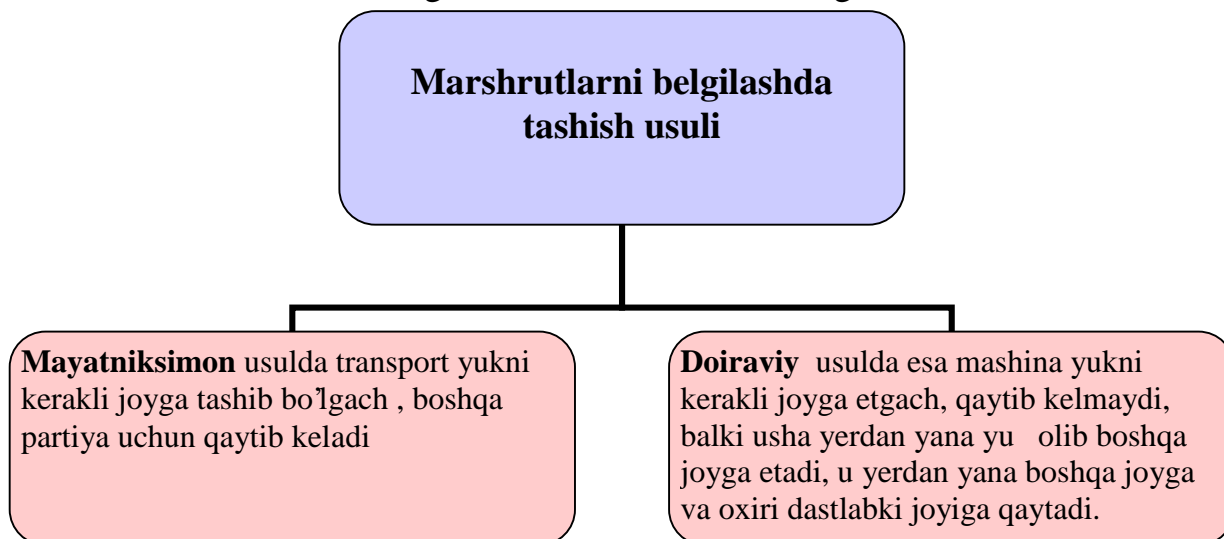 Marshrutlarni belgilashda
tashish usuli
Mayatniksimon usulda transport yukni
kerakli joyga tashib bo’lgach , boshqa
partiya uchun qaytib keladi
Doiraviy usulda esa mashina yukni
kerakli joyga etgach, qaytib kelmaydi,
balki usha yerdan yana yu olib boshqa
joyga etadi, u yerdan yana boshqa joyga
va oxiri dastlabki joyiga qaytadi.